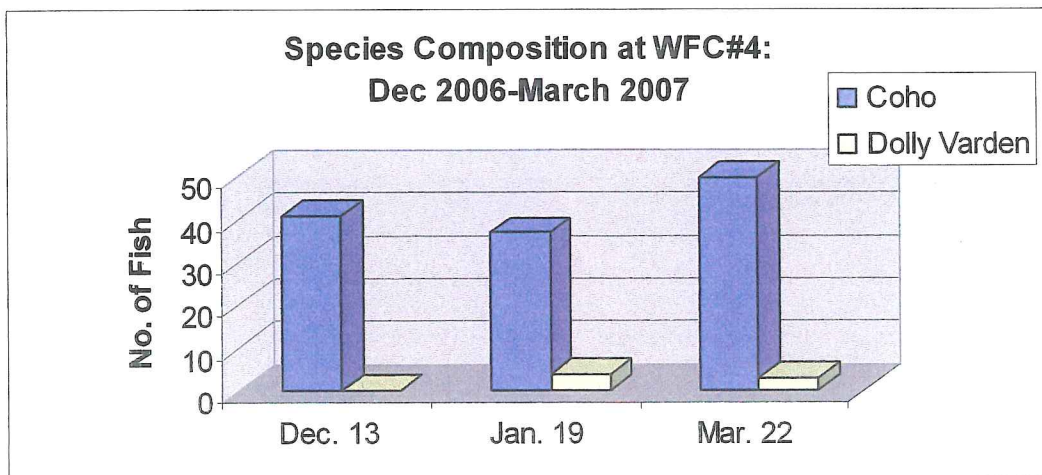 Species Composition at WFC#4:
Dec 2006-March 2007
Coho
Dolly Varden
No. of Fish
50
40
30
20
10
0
Dec. 13
Jan. 19
Mar. 22